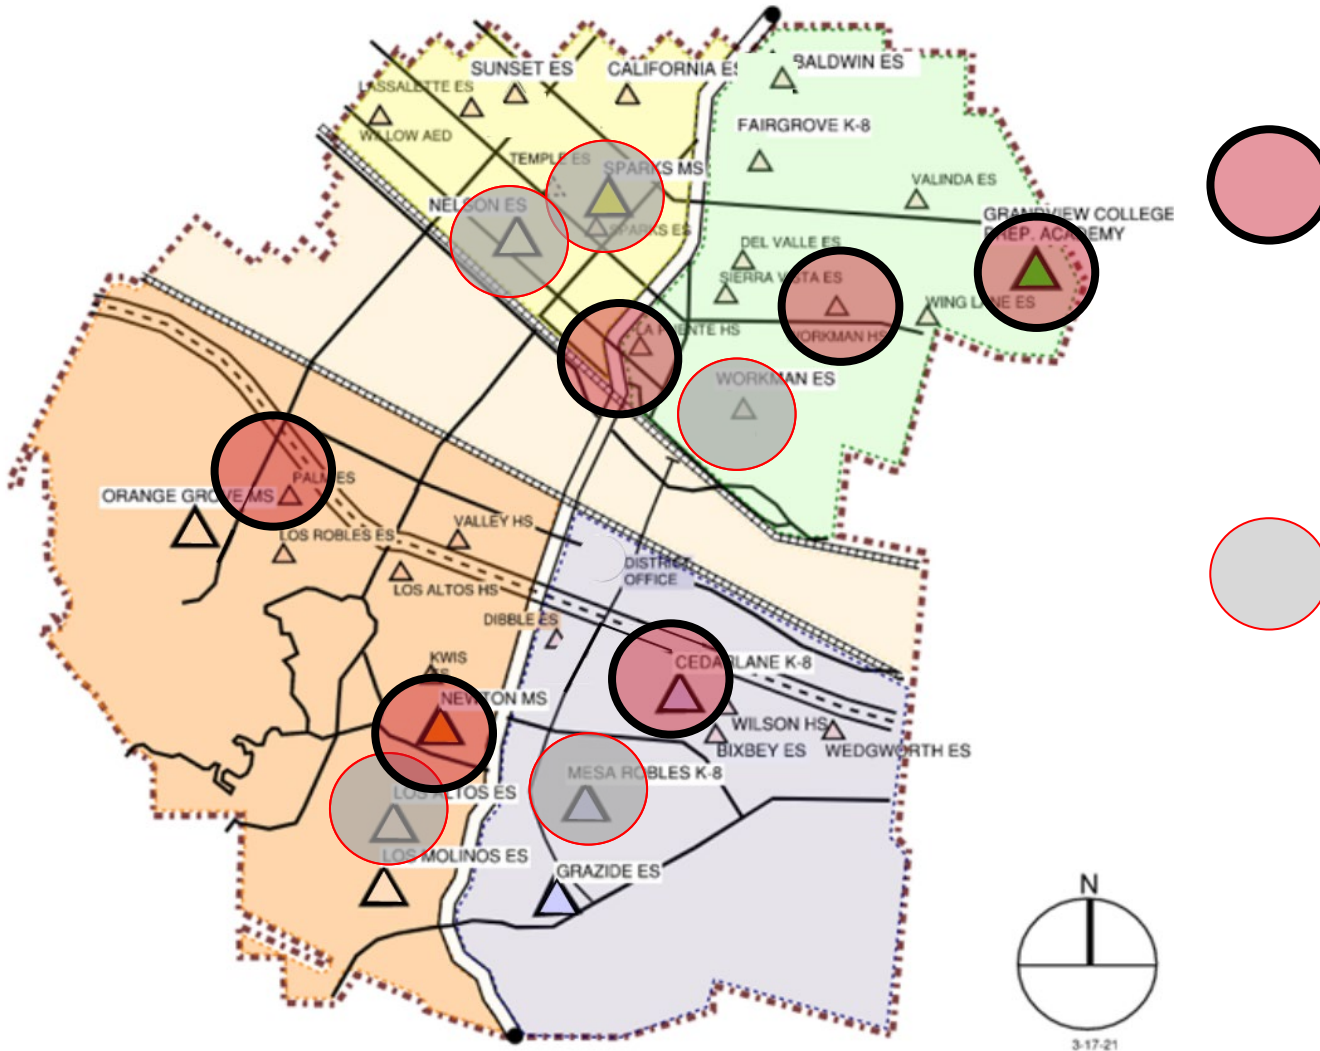 SUNSET ES
CALIFORNIA ES
BALDWIN ES
LASSALETTE ES
WILLOW AED
FAIRGROVE K-8
TEMPLE ES
SPARKS MS
VALINDA ES
NELSON ES
SPARKS ES
GRANDVIEW COLLEGE
PREP. ACADEMY
DEL VALLE ES
SIERRA VISTA ES
WING LANE ES
LA PUENTE HS
WORKMAN HS
WORKMAN ES
PALM ES
ORANGE GROVE MS
VALLEY HS
LOS ROBLES ES
DISTRICT
OFFICE
LOS ALTOS HS
DIBBLE ES
KWIS
ES
CEDARLANE K-8
NEWTON MS
WILSON HS
BIXBEY ES
WEDGWORTH ES
MESA ROBLES K-8
LOS ALTOS ES
LOS MOLINOS ES
GRAZIDE ES
N
3-17-21